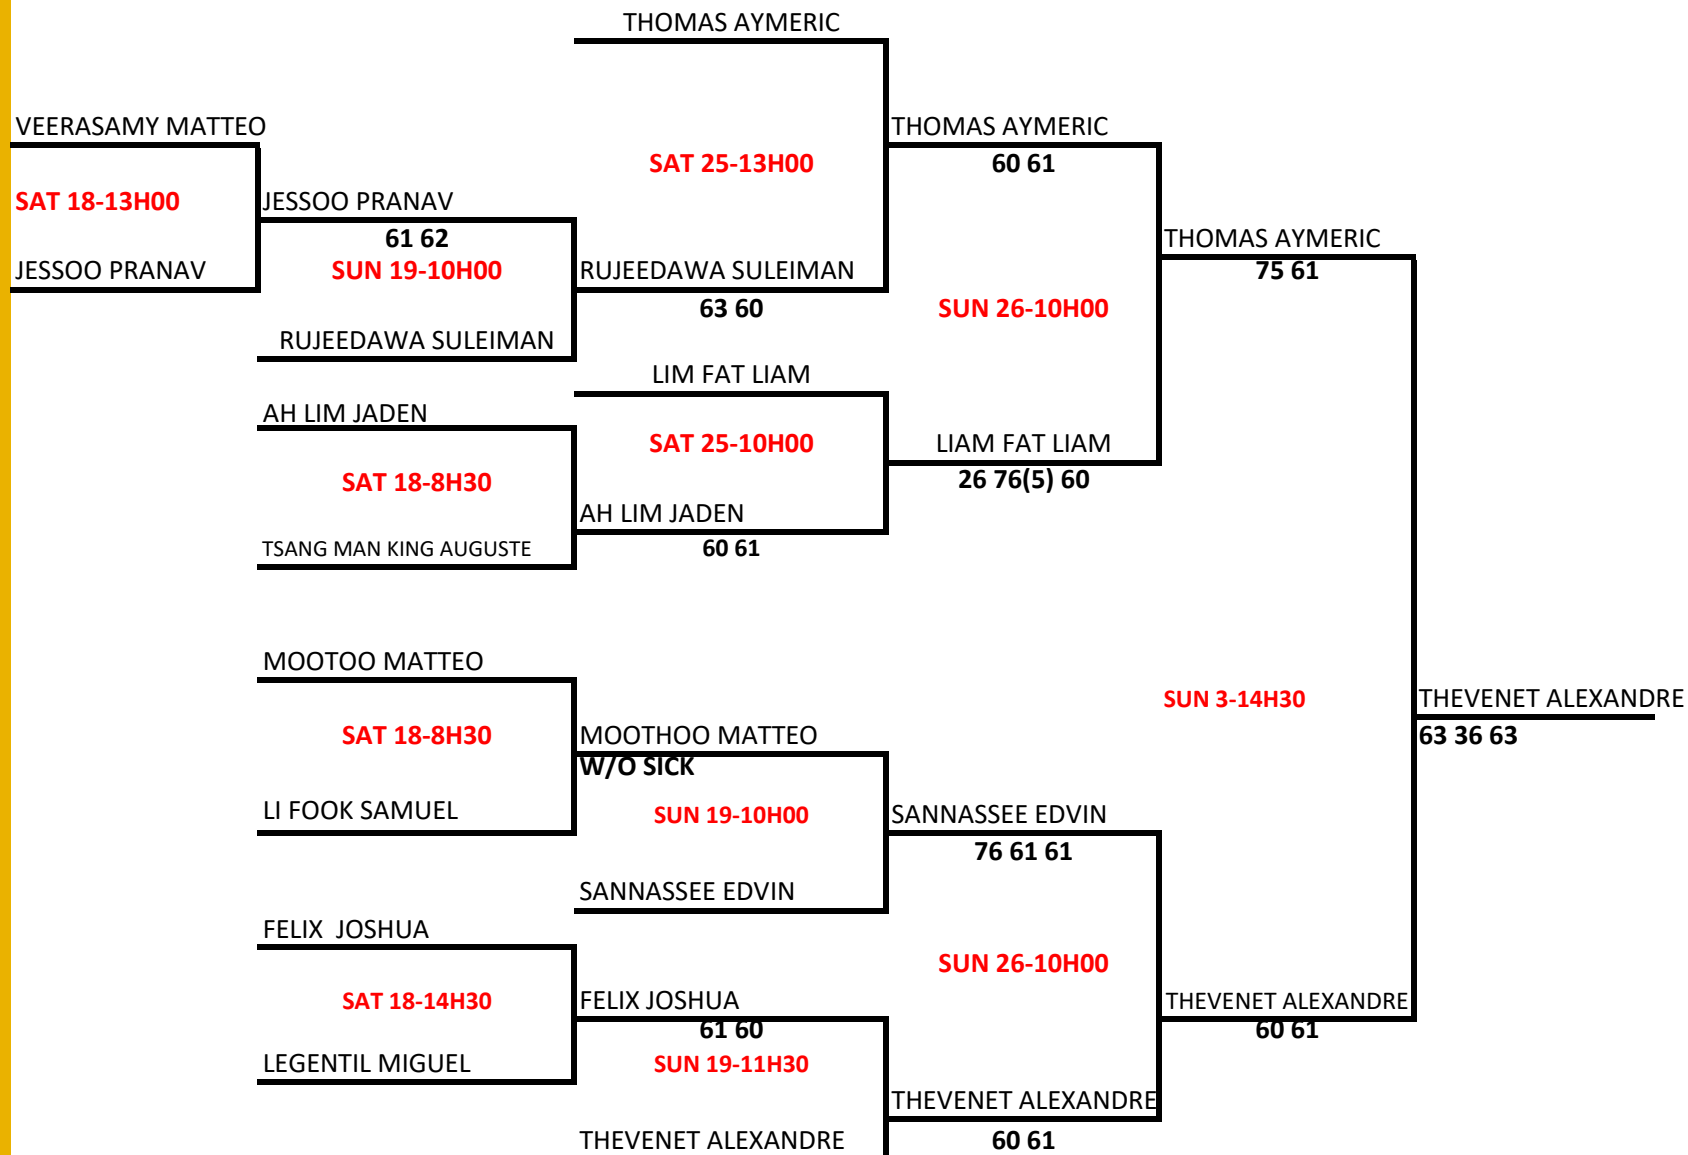 THOMAS AYMERIC
VEERASAMY MATTEO
THOMAS AYMERIC
SAT 25-13H00
60 61
SAT 18-13H00
JESSOO PRANAV
61 62
THOMAS AYMERIC
JESSOO PRANAV
SUN 19-10H00
RUJEEDAWA SULEIMAN
75 61
63 60
SUN 26-10H00
RUJEEDAWA SULEIMAN
LIM FAT LIAM
AH LIM JADEN
SAT 25-10H00
LIAM FAT LIAM
SAT 18-8H30
26 76(5) 60
AH LIM JADEN
TSANG MAN KING AUGUSTE
60 61
MOOTOO MATTEO
SUN 3-14H30
THEVENET ALEXANDRE
SAT 18-8H30
MOOTHOO MATTEO
63 36 63
W/O SICK
LI FOOK SAMUEL
SUN 19-10H00
SANNASSEE EDVIN
76 61 61
SANNASSEE EDVIN
FELIX  JOSHUA
SUN 26-10H00
SAT 18-14H30
FELIX JOSHUA
THEVENET ALEXANDRE
61 60
60 61
LEGENTIL MIGUEL
SUN 19-11H30
THEVENET ALEXANDRE
THEVENET ALEXANDRE
60 61